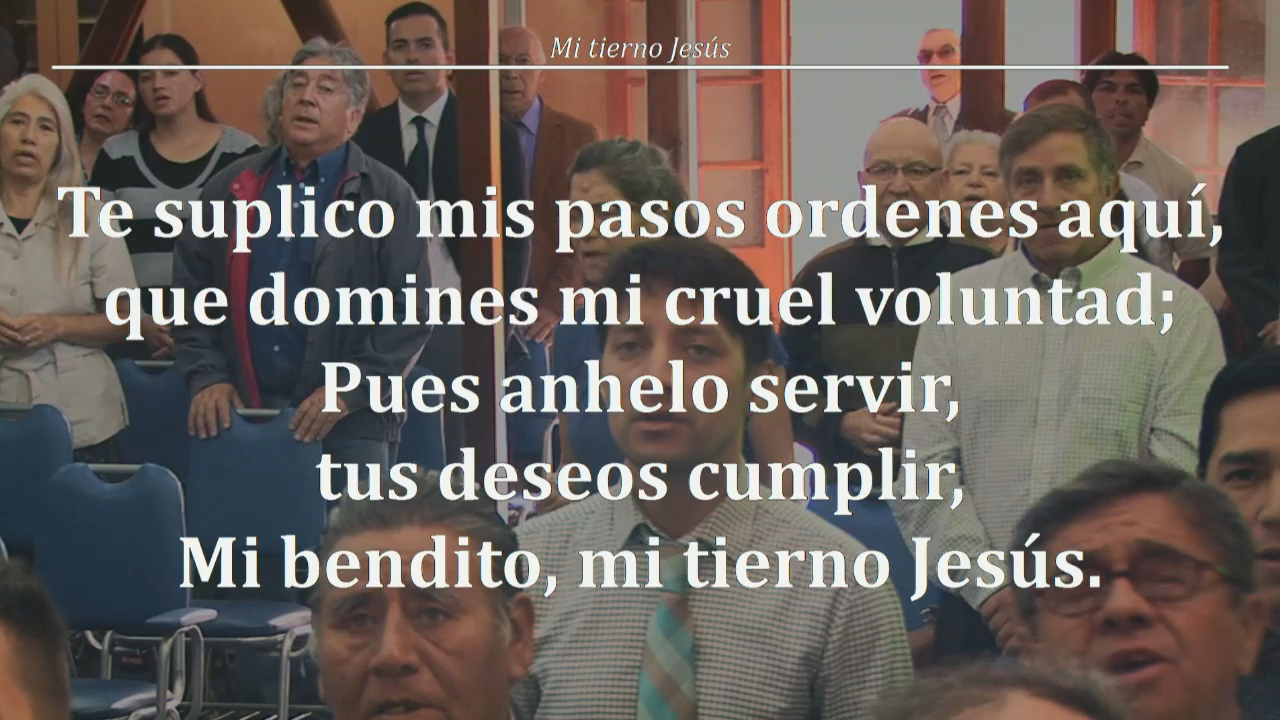 Mi tierno Jesús
Te suplico mis pasos ordenes aquí,
que domines mi cruel voluntad;
Pues anhelo servir,
tus deseos cumplir,
Mi bendito, mi tierno Jesús.